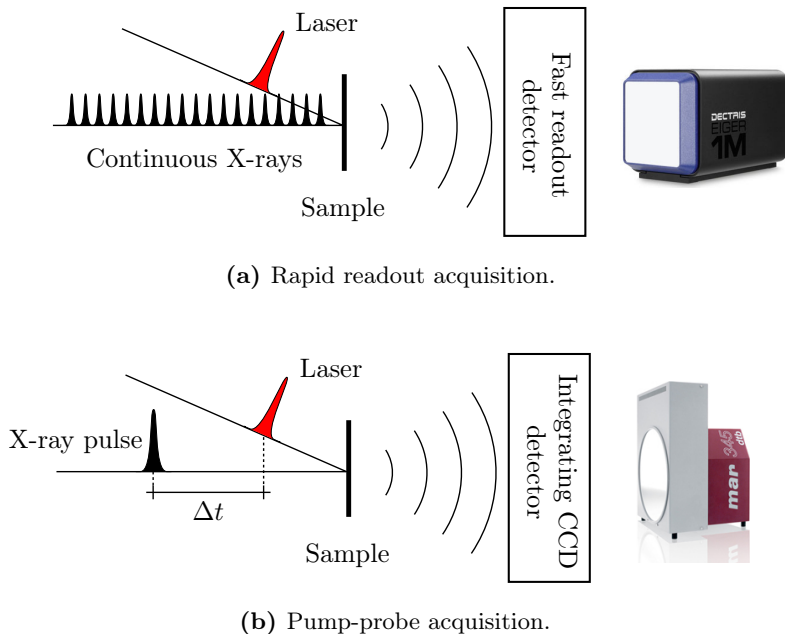 Laser
Continuous X-rays
Sample
Fast readout
detector
DECTRIS
EIGER
1M
(a) Rapid readout acquisition.
Laser
X-ray pulse
Δt
Sample
Integrating CCD
detector
mar 345
dtb
(b) Pump-probe acquisition.